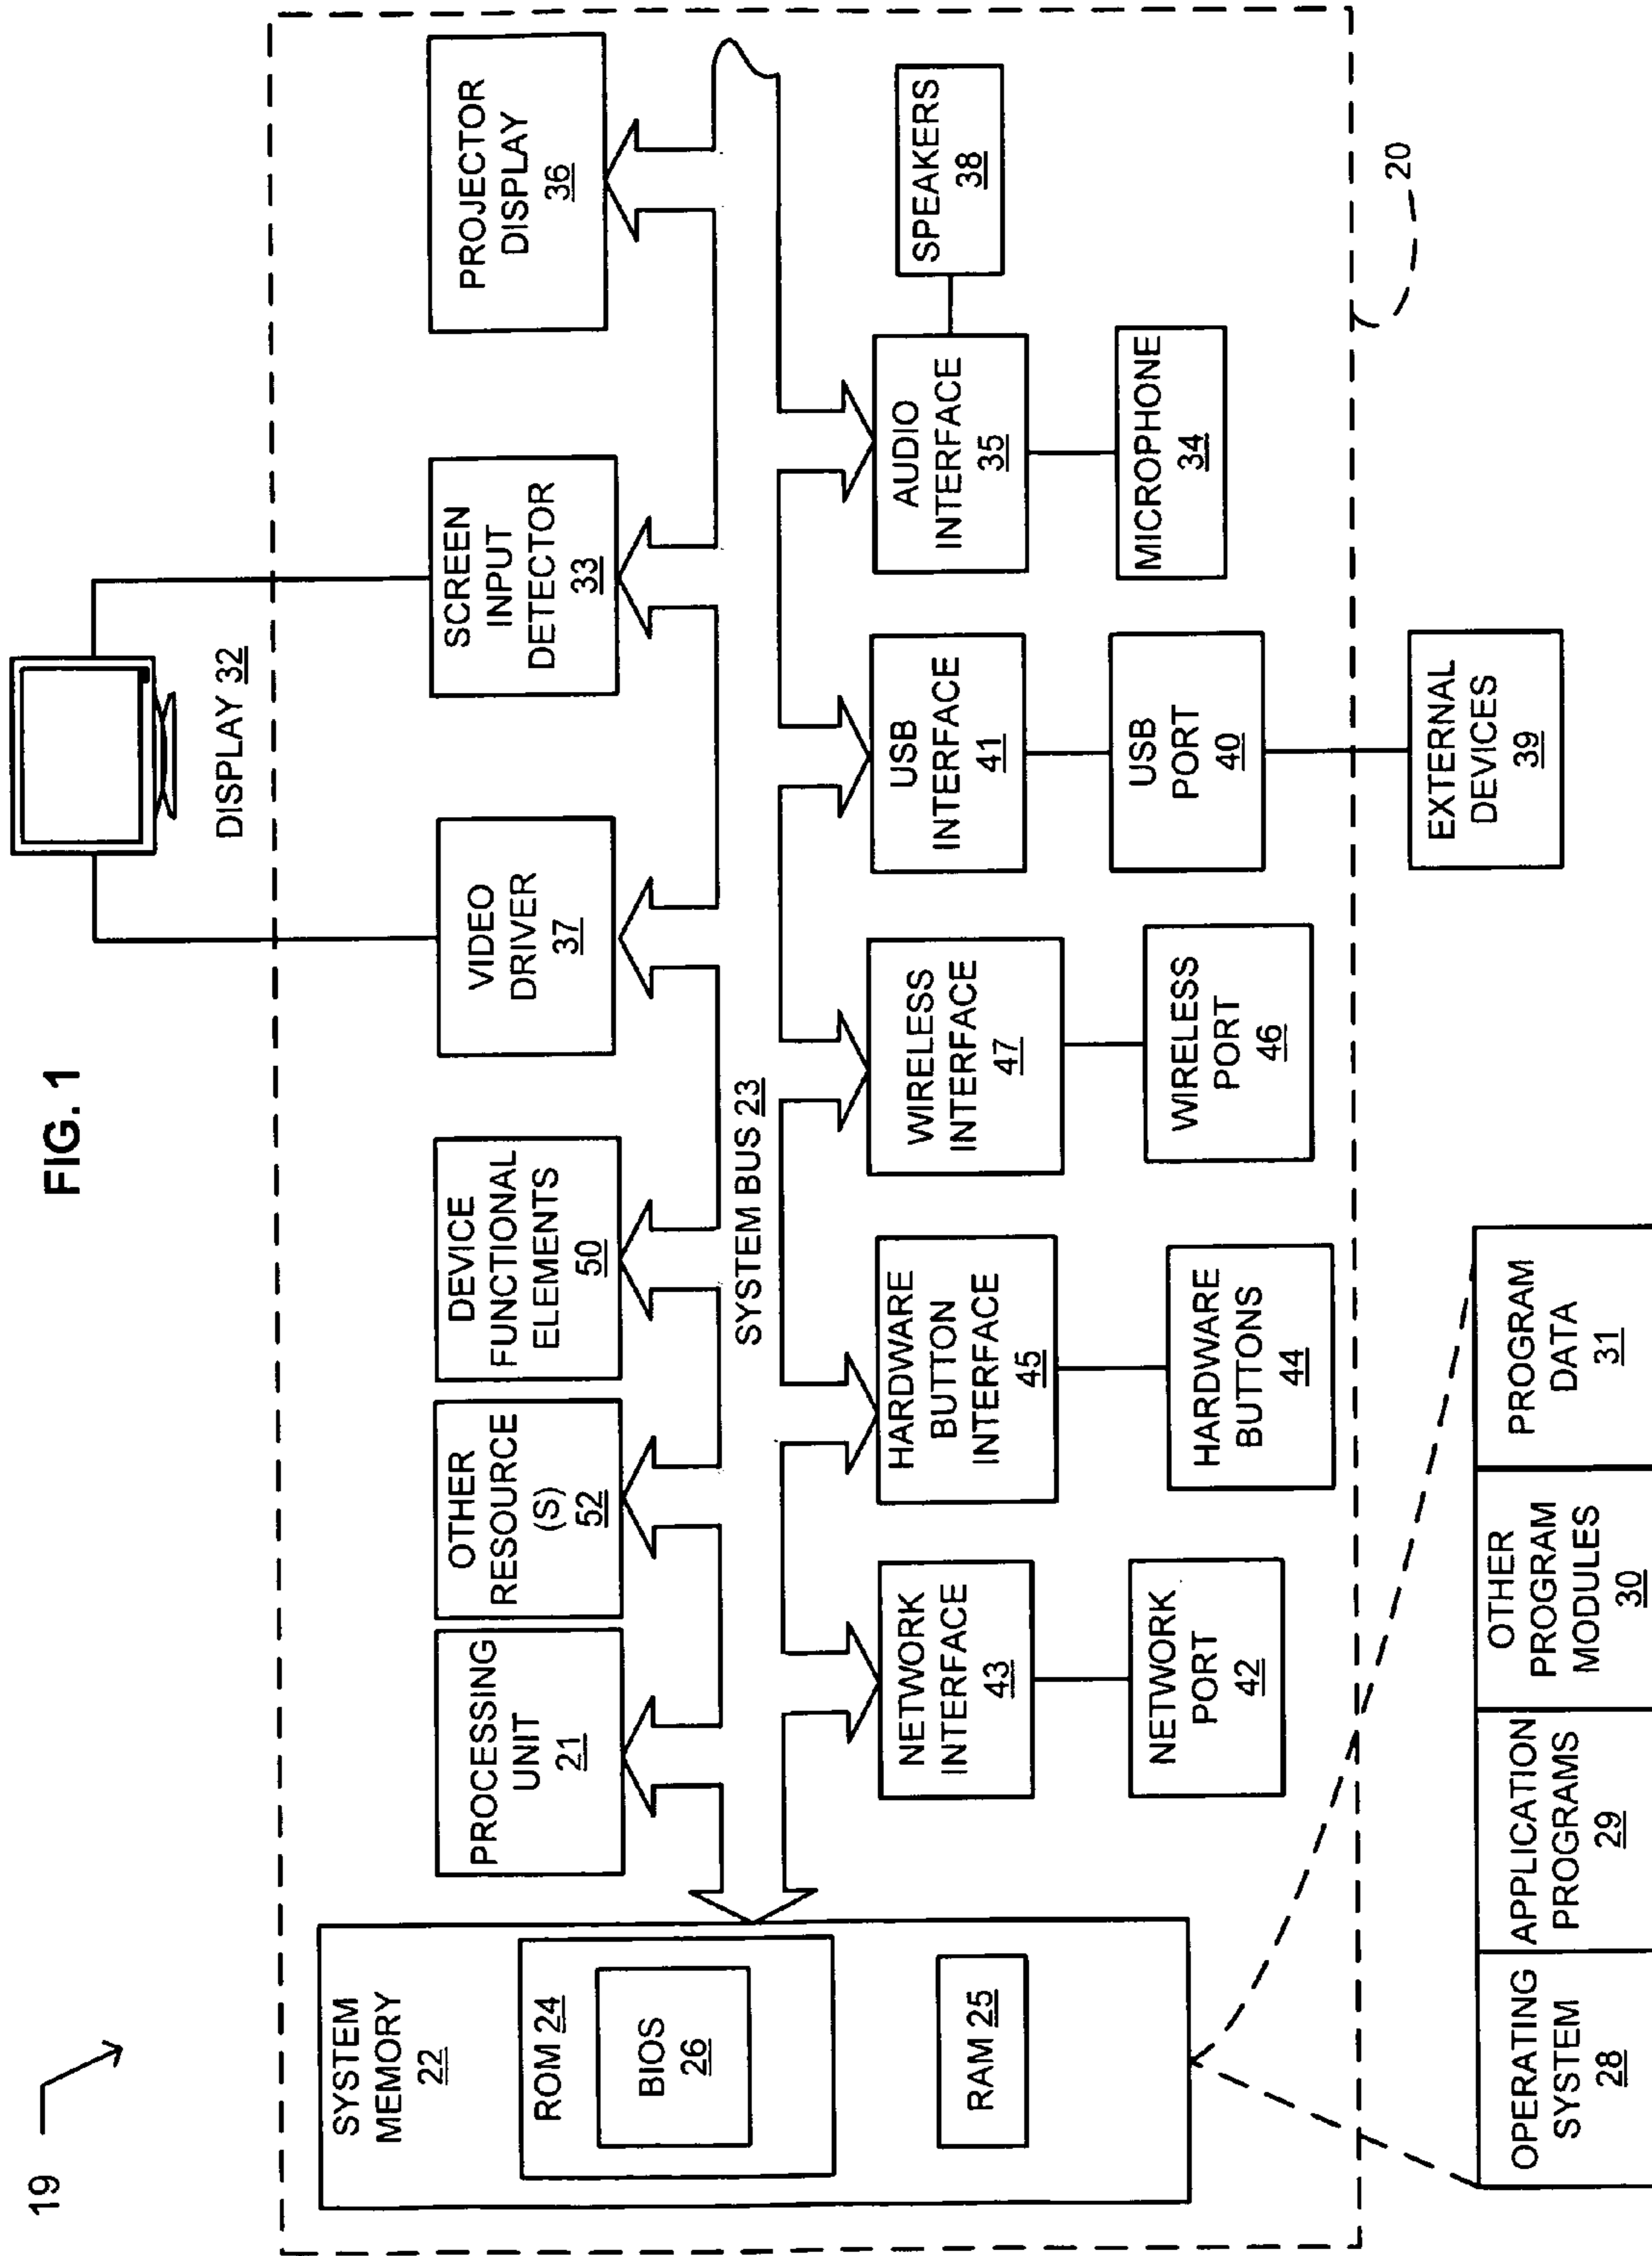 FIG. 1
19
DISPLAY 32
SYSTEM
MEMORY
22
ROM 24
BIOS
26
RAM 25
PROCESSING
UNIT
21
OTHER
RESOURCE
(S)
52
DEVICE
FUNCTIONAL
ELEMENTS
50
VIDEO
DRIVER
37
SCREEN
INPUT
DETECTOR
33
PROJECTOR
DISPLAY
36
SYSTEM BUS 23
NETWORK
INTERFACE
43
HARDWARE
BUTTON
INTERFACE
45
WIRELESS
INTERFACE
47
USB
INTERFACE
41
AUDIO
INTERFACE
35
SPEAKERS
38
NETWORK
PORT
42
HARDWARE
BUTTONS
44
WIRELESS
PORT
46
USB
PORT
40
MICROPHONE
34
20
EXTERNAL
DEVICES
39
OPERATING
SYSTEM
28
APPLICATION
PROGRAMS
29
OTHER
PROGRAM
MODULES
30
PROGRAM
DATA
31